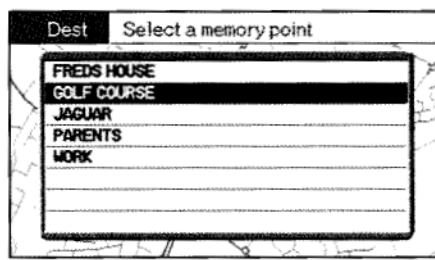 Dest Select a memory point
FREDS HOUSE
GOLF COURSE
JAGUAR
PARENTS
WORK